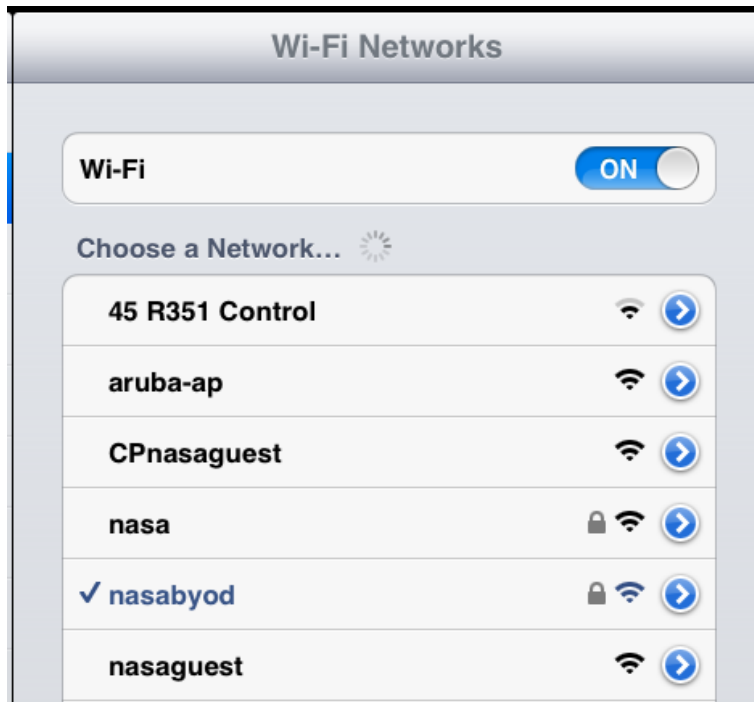 Wi-Fi Networks
Wi-Fi
ON
Choose a Network...
45 R351 Control
aruba-ap
CPnasaguest
nasa
nasabyod
nasaguest